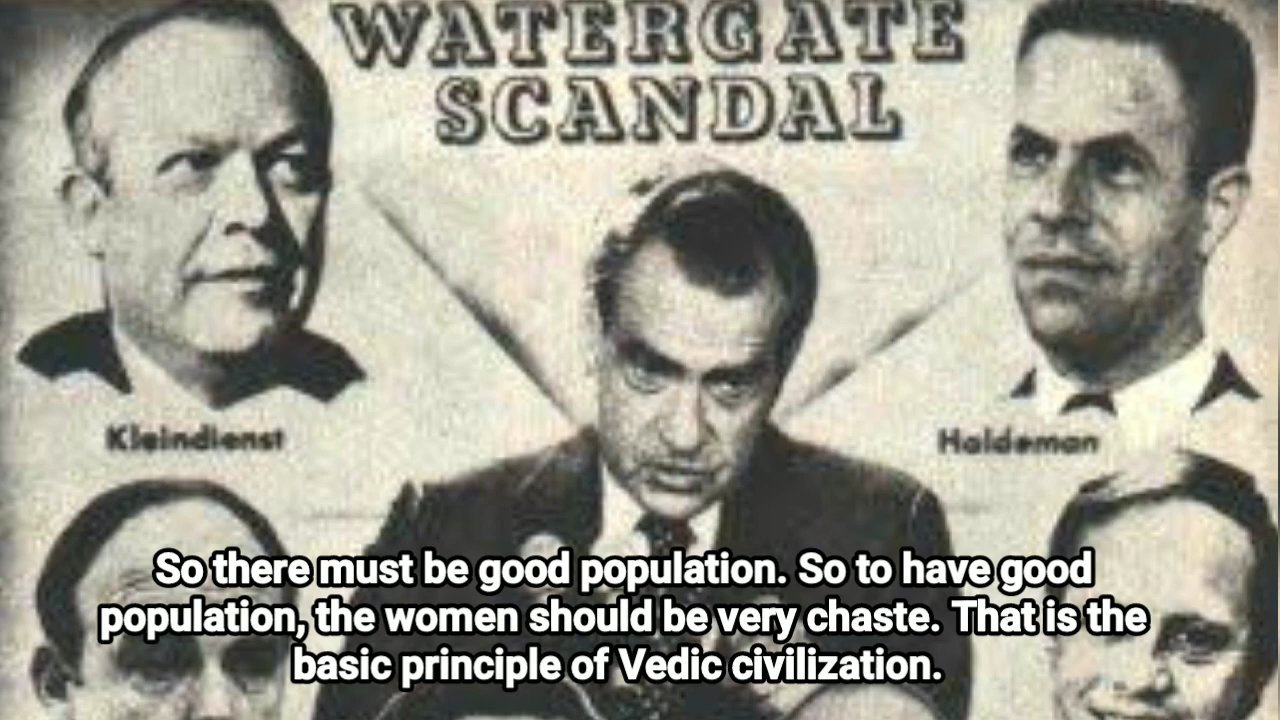 WATERGATE
SCANDAL
Kleindienst
Haldeman
So there must be good population. So to have good
population, the women should be very chaste. That is the
basic principle of Vedic civilization.